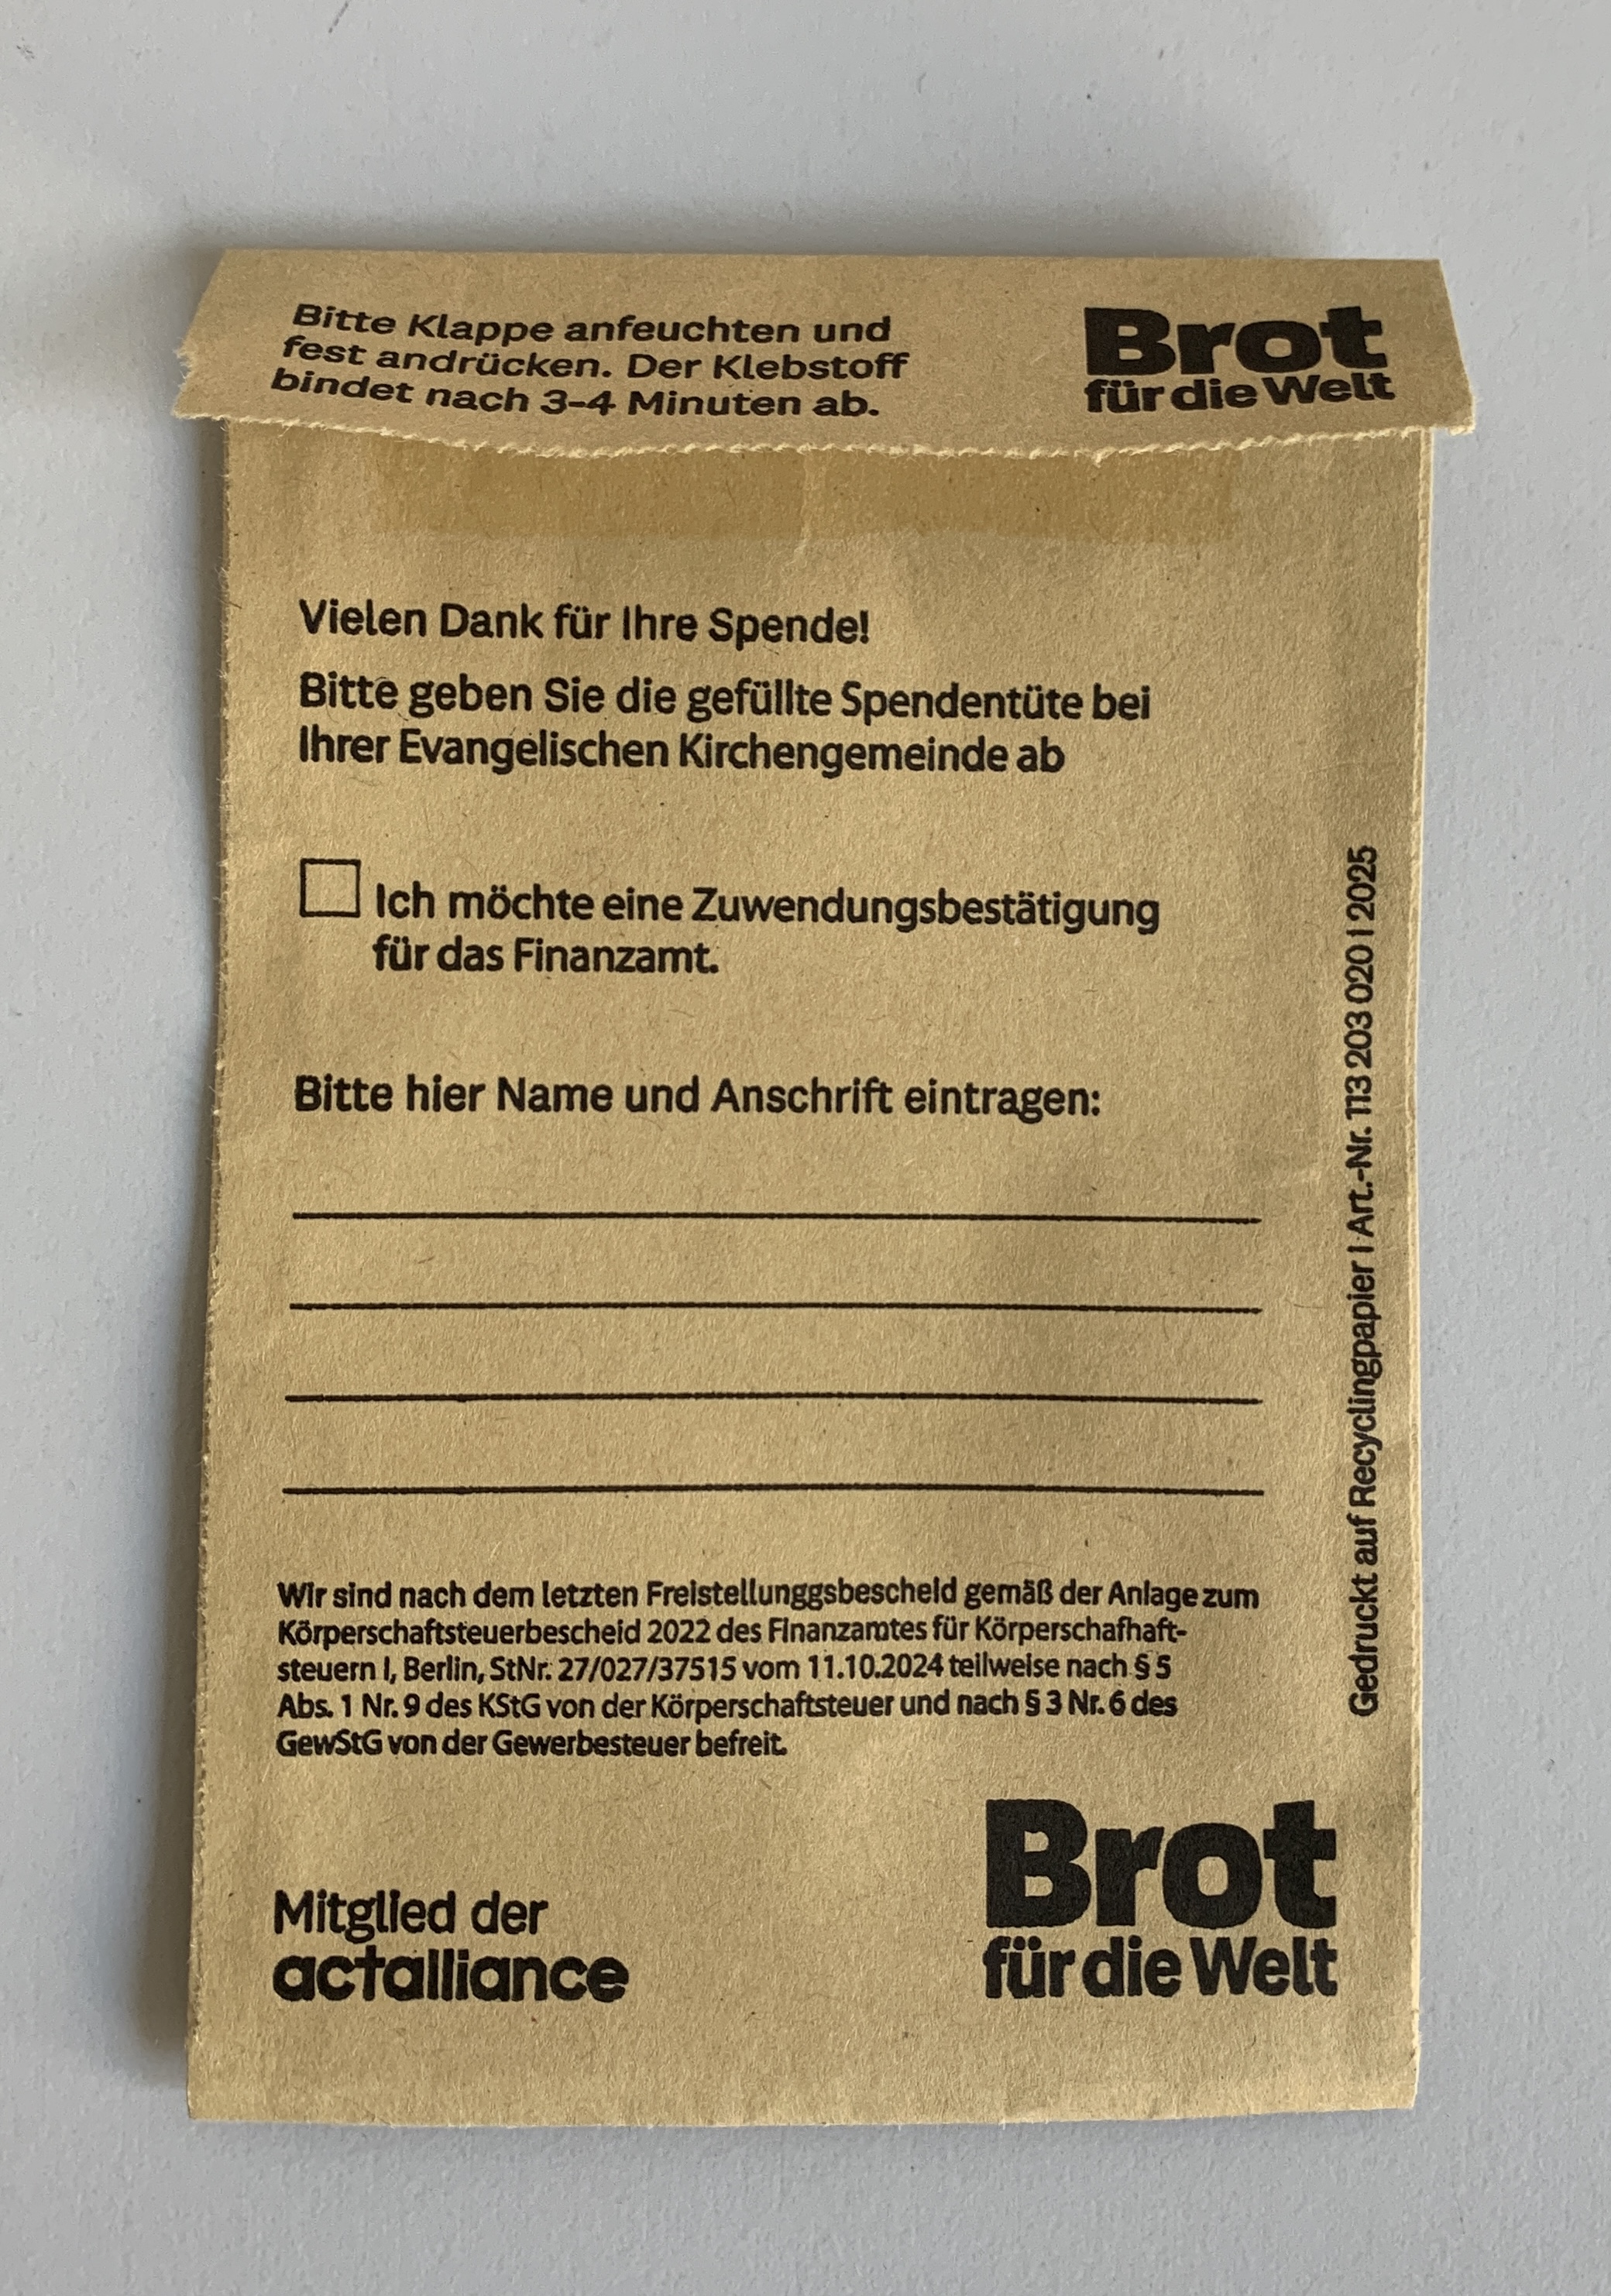 Bitte Klappe anfeuchten und
fest andrücken. Der Klebstoff
bindet nach 3-4 Minuten ab.
Brot
für die Welt
Vielen Dank für Ihre Spende!
Bitte geben Sie die gefüllte Spendentüte bei
Ihrer Evangelischen Kirchengemeinde ab
Ich möchte eine Zuwendungsbestätigung
für das Finanzamt.
Bitte hier Name und Anschrift eintragen:
Wir sind nach dem letzten Freistellunggsbescheid gemäß der Anlage zum
Körperschaftsteuerbescheid 2022 des Finanzamtes für Körperschafhaft-
steuern I, Berlin, StNr. 27/027/37515 vom 11.10.2024 teilweise nach § 5
Abs. 1 Nr. 9 des KStG von der Körperschaftsteuer und nach § 3 Nr. 6 des
GewStG von der Gewerbesteuer befreit.
Gedruckt auf Recyclingpapier | Art.-Nr. 113 203 020 | 2025
Mitglied der
actalliance
Brot
für die Welt